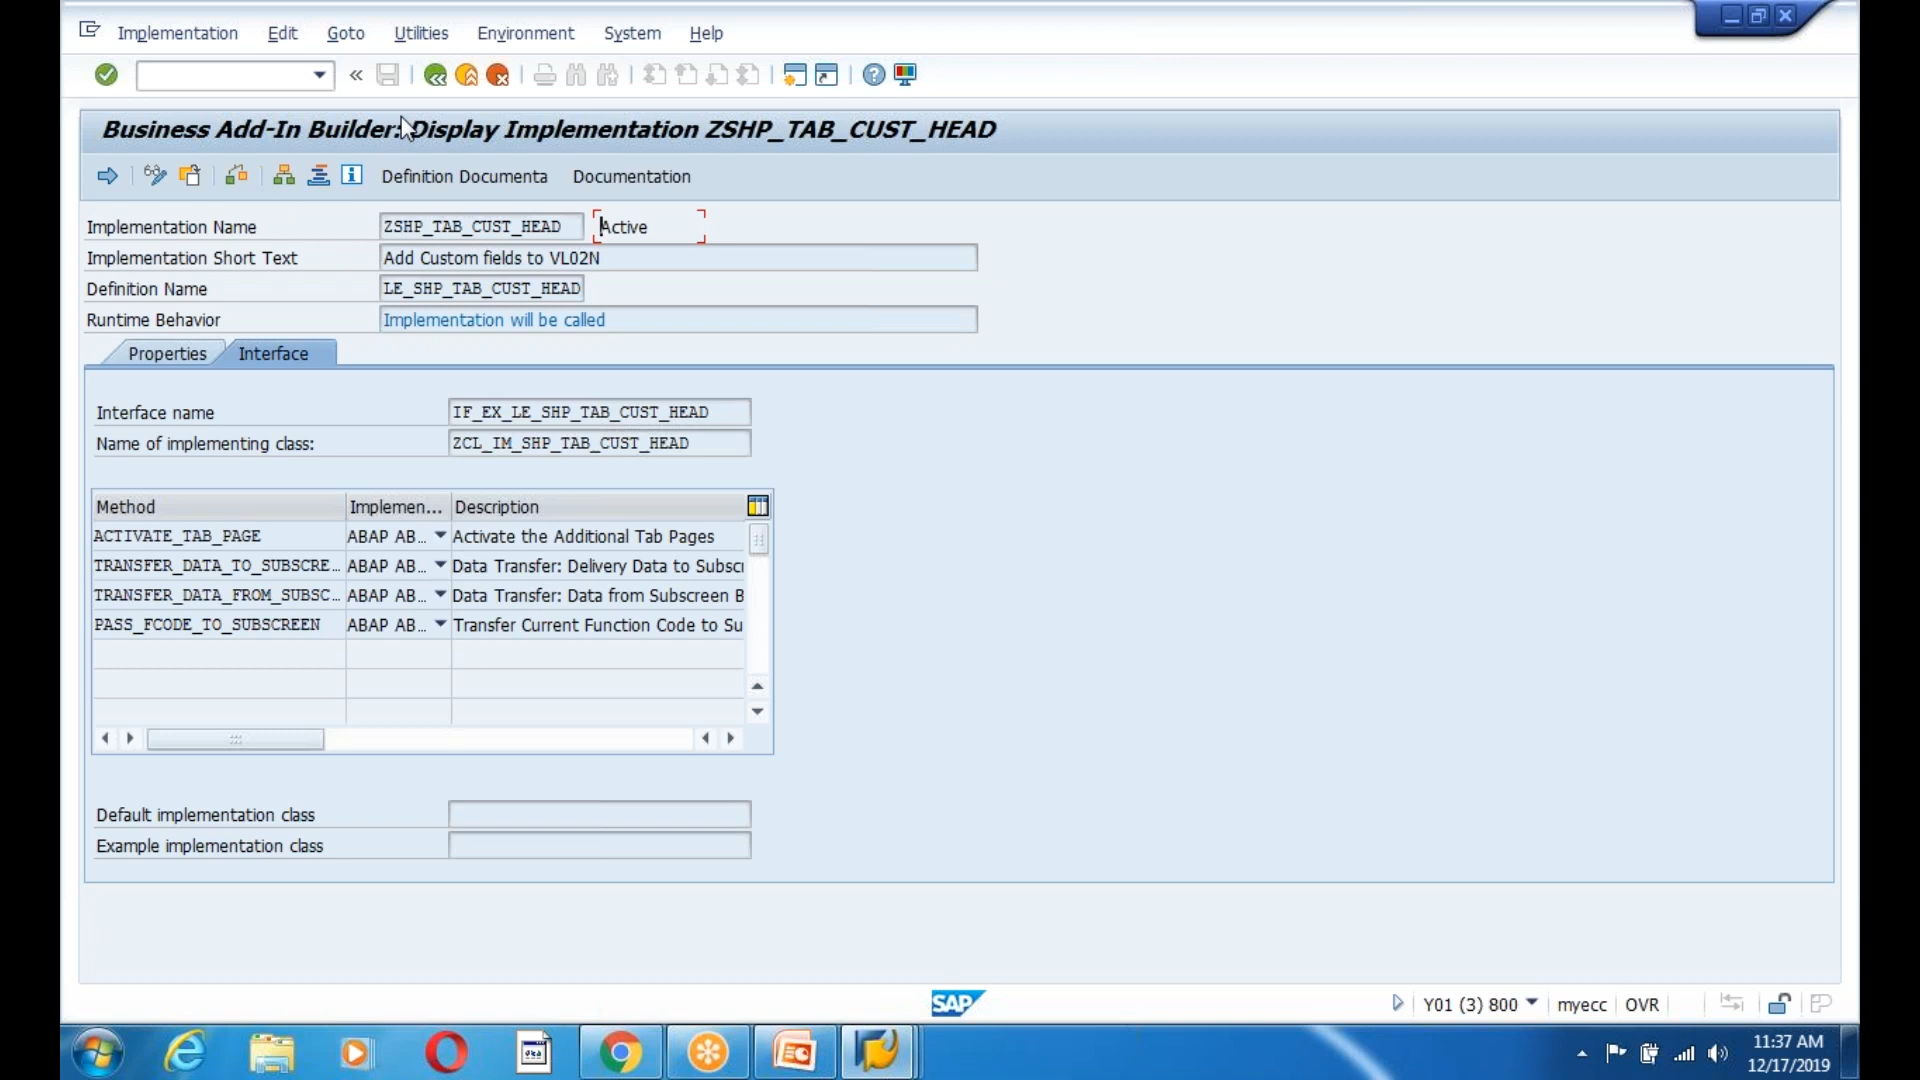 Implementation Edit Goto Utilities Environment System Help
Business Add-In Builder: Display Implementation ZSHP_TAB_CUST_HEAD
Definition Documenta Documentation
Implementation Name ZSHP_TAB_CUST_HEAD Active
Implementation Short Text Add Custom fields to VL02N
Definition Name LE_SHP_TAB_CUST_HEAD
Runtime Behavior Implementation will be called
Properties Interface
Interface name IF_EX_LE_SHP_TAB_CUST_HEAD
Name of implementing class: ZCL_IM_SHP_TAB_CUST_HEAD
Method Implemen... Description
ACTIVATE_TAB_PAGE ABAP AB... Activate the Additional Tab Pages
TRANSFER_DATA_TO_SUBSCRE... ABAP AB... Data Transfer: Delivery Data to Subscr
TRANSFER_DATA_FROM_SUBSC... ABAP AB... Data Transfer: Data from Subscreen B
PASS_FCODE_TO_SUBSCREEN ABAP AB... Transfer Current Function Code to Su
Default implementation class
Example implementation class
SAP Y01 (3) 800 myecc OVR
11:37 AM
12/17/2019